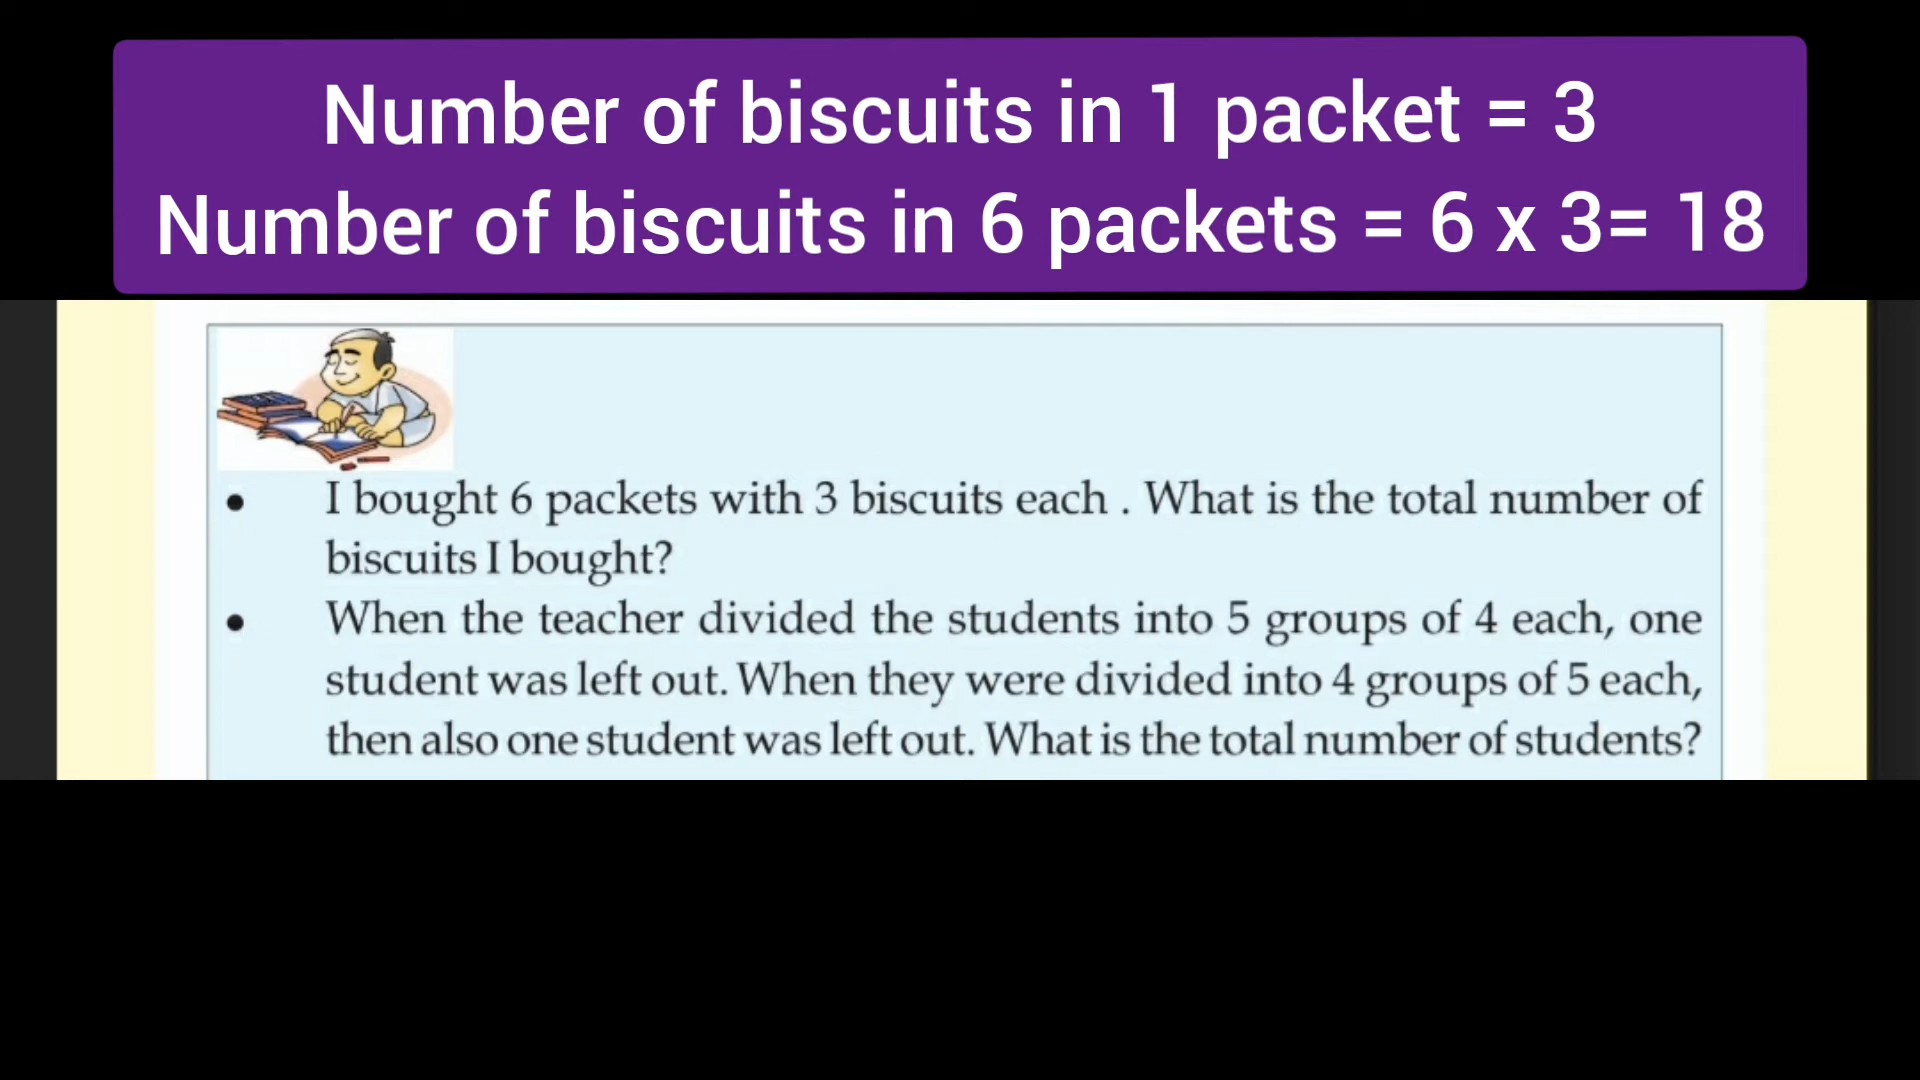 Number of biscuits in 1 packet = 3
Number of biscuits in 6 packets = 6 x 3= 18
• I bought 6 packets with 3 biscuits each . What is the total number of
biscuits I bought?
• When the teacher divided the students into 5 groups of 4 each, one
student was left out. When they were divided into 4 groups of 5 each,
then also one student was left out. What is the total number of students?